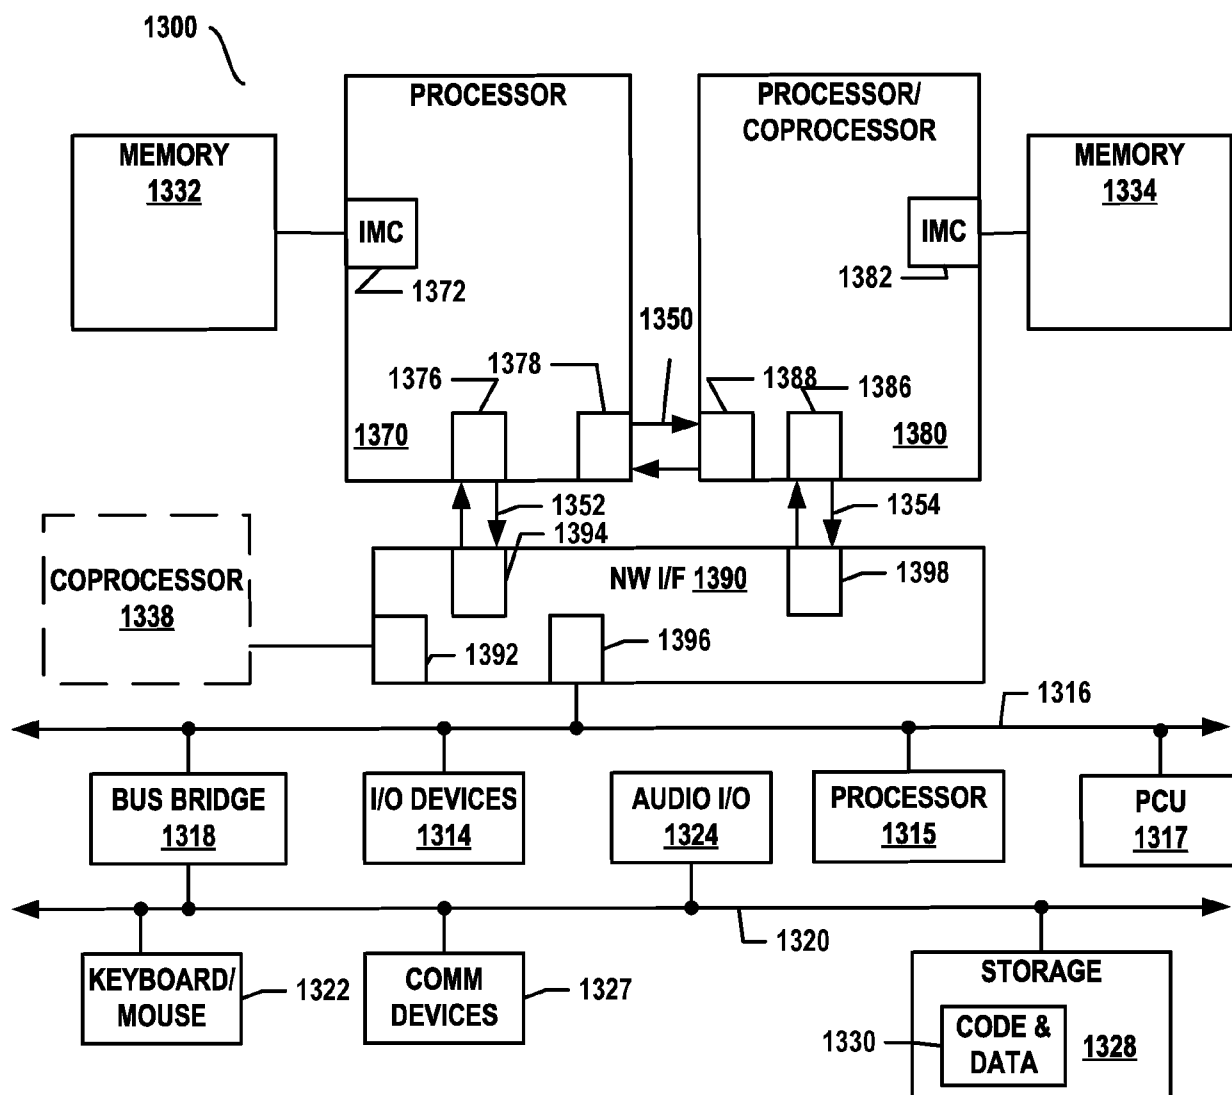 1300
PROCESSOR
PROCESSOR/
COPROCESSOR
MEMORY
1332
MEMORY
1334
IMC
IMC
1372
1382
1350
1376
1378
1388
1386
1370
1380
1352
1354
1394
COPROCESSOR
1338
NW I/F 1390
1398
1392
1396
1316
BUS BRIDGE
1318
I/O DEVICES
1314
AUDIO I/O
1324
PROCESSOR
1315
PCU
1317
1320
KEYBOARD/
MOUSE
1322
COMM
DEVICES
1327
STORAGE
CODE &
DATA
1330
1328